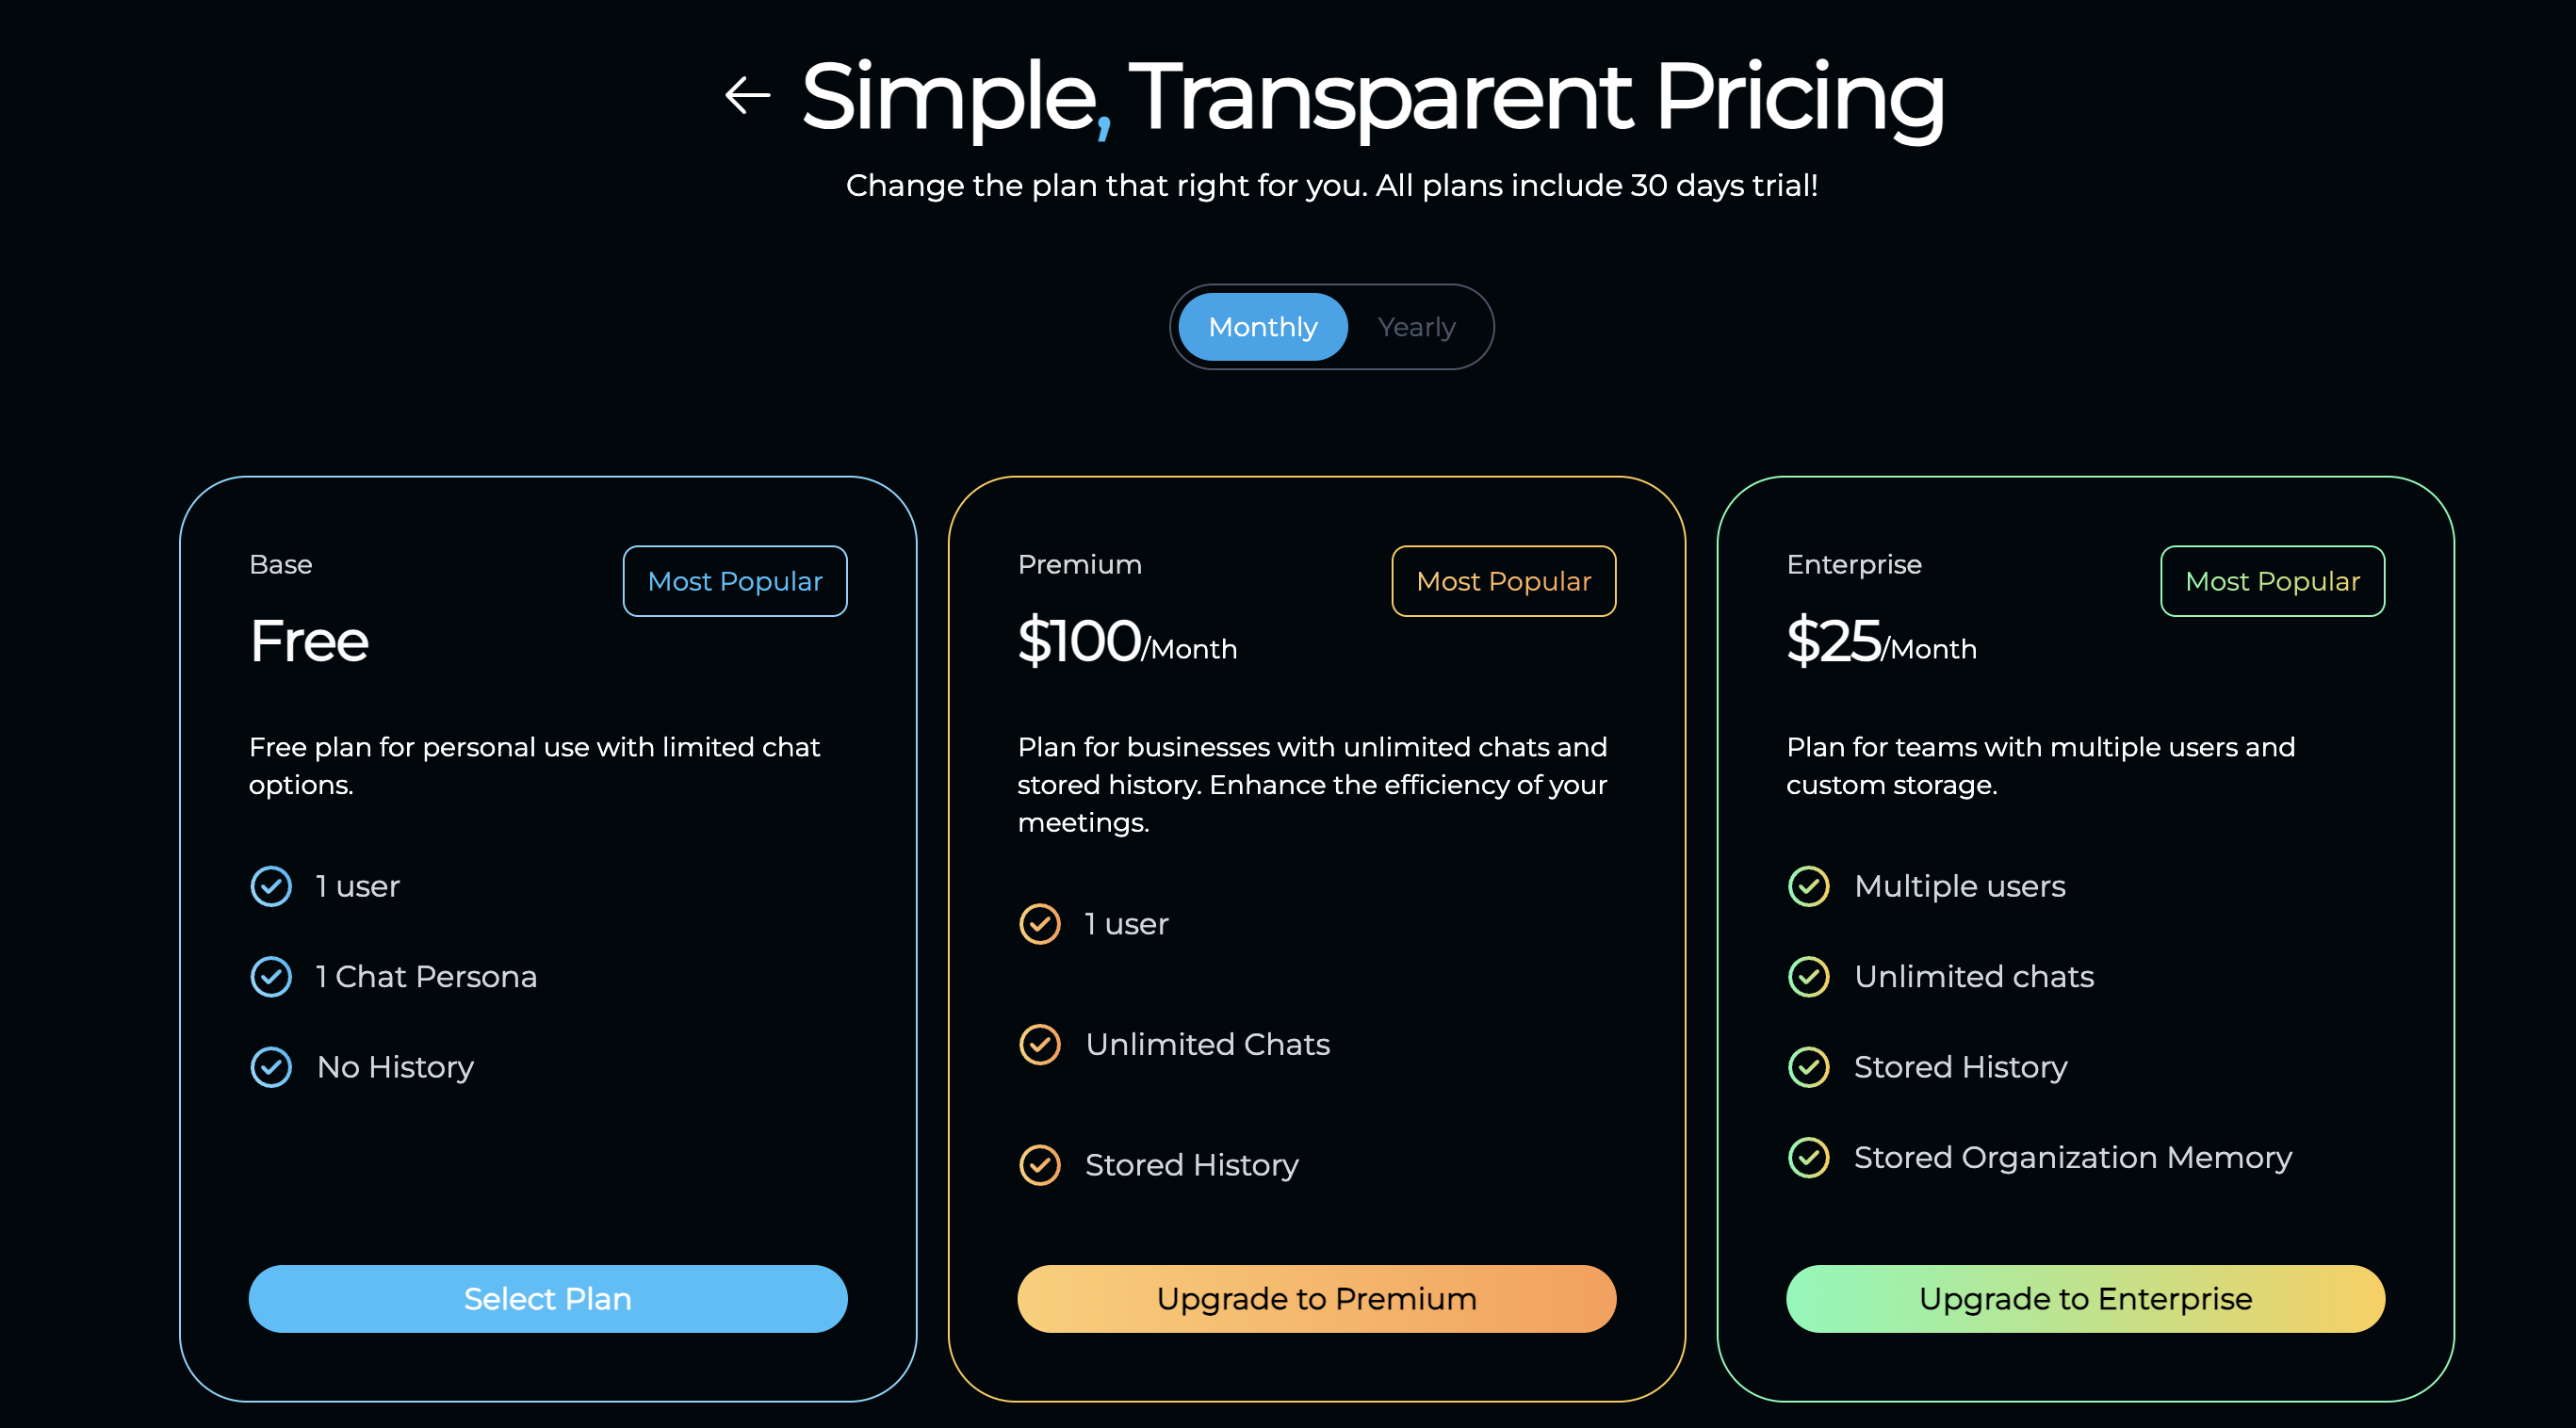 Simple, Transparent Pricing
Change the plan that right for you. All plans include 30 days trial!
Monthly
Yearly
Base
Most Popular
Free
Free plan for personal use with limited chat
options.
1 user
1 Chat Persona
No History
Select Plan
Premium
Most Popular
$100/Month
Plan for businesses with unlimited chats and
stored history. Enhance the efficiency of your
meetings.
1 user
Unlimited Chats
Stored History
Upgrade to Premium
Enterprise
Most Popular
$25/Month
Plan for teams with multiple users and
custom storage.
Multiple users
Unlimited chats
Stored History
Stored Organization Memory
Upgrade to Enterprise